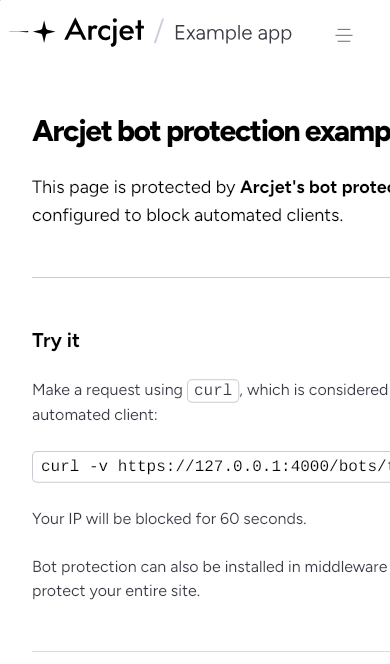 Arcjet / Example app
Arcjet bot protection examp
This page is protected by Arcjet's bot protec
configured to block automated clients.
Try it
Make a request using curl, which is considered
automated client:
curl -v https://127.0.0.1:4000/bots/t
Your IP will be blocked for 60 seconds.
Bot protection can also be installed in middleware
protect your entire site.